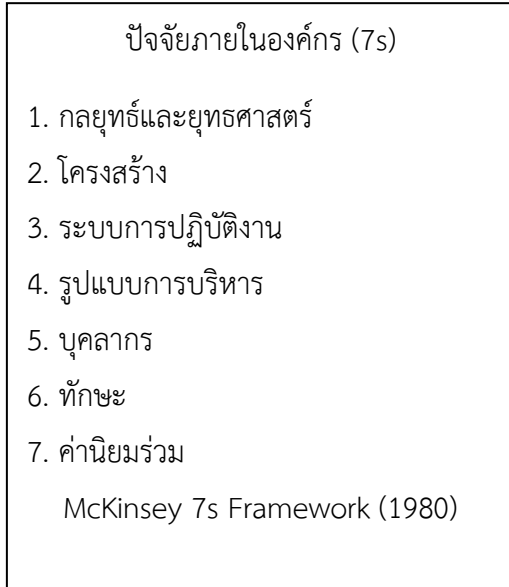 ปัจจัยภายในองค์กร (7s)
1. กลยุทธ์และยุทธศาสตร์
2. โครงสร้าง
3. ระบบการปฏิบัติงาน
4. รูปแบบการบริหาร
5. บุคลากร
6. ทักษะ
7. ค่านิยมร่วม
McKinsey 7s Framework (1980)